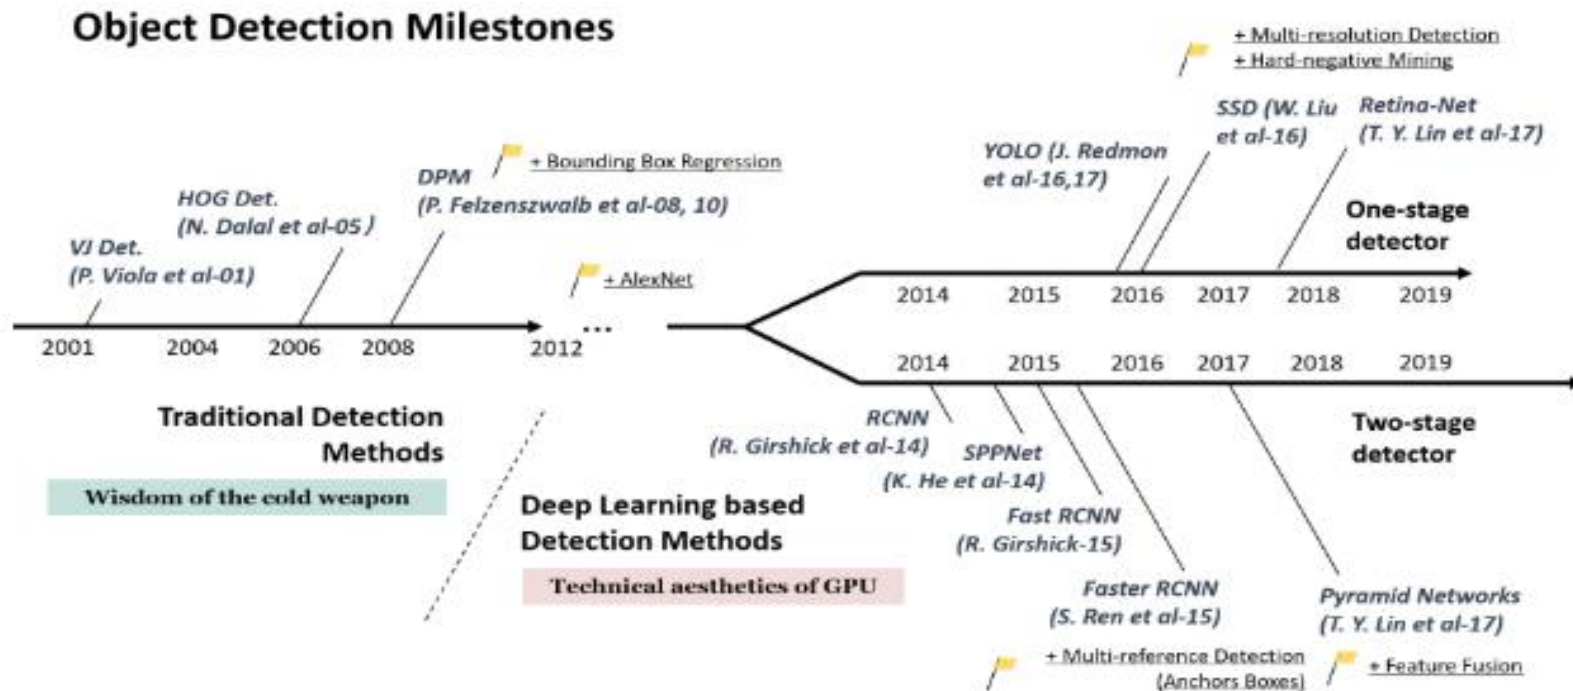 Object Detection Milestones
+ Multi-resolution Detection
+ Hard-negative Mining
SSD (W. Liu
et al-16)
Retina-Net
(T. Y. Lin et al-17)
YOLO (J. Redmon
et al-16,17)
+ Bounding Box Regression
DPM
(P. Felzenszwalb et al-08, 10)
HOG Det.
(N. Dalal et al-05)
VJ Det.
(P. Viola et al-01)
+ AlexNet
One-stage
detector
2014 2015 2016 2017 2018 2019
...
2001 2004 2006 2008 2012
2014 2015 2016 2017 2018 2019
Traditional Detection
Methods
Wisdom of the cold weapon
Deep Learning based
Detection Methods
Technical aesthetics of GPU
RCNN
(R. Girshick et al-14)
SPPNet
(K. He et al-14)
Fast RCNN
(R. Girshick-15)
Faster RCNN
(S. Ren et al-15)
+ Multi-reference Detection
(Anchors Boxes)
Two-stage
detector
Pyramid Networks
(T. Y. Lin et al-17)
+ Feature Fusion